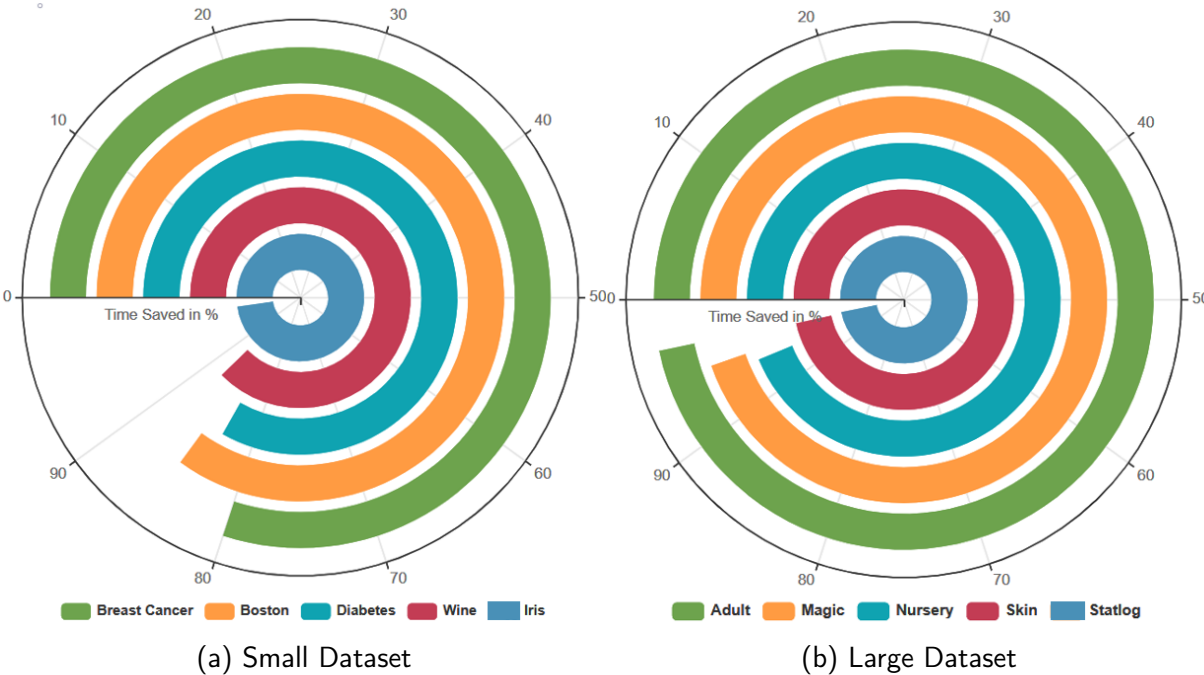 20 30
10 40
0 Time Saved in % 50
90 60
80 70
Breast Cancer Boston Diabetes Wine Iris
(a) Small Dataset
20 30
10 40
0 Time Saved in % 50
90 60
80 70
Adult Magic Nursery Skin Statlog
(b) Large Dataset